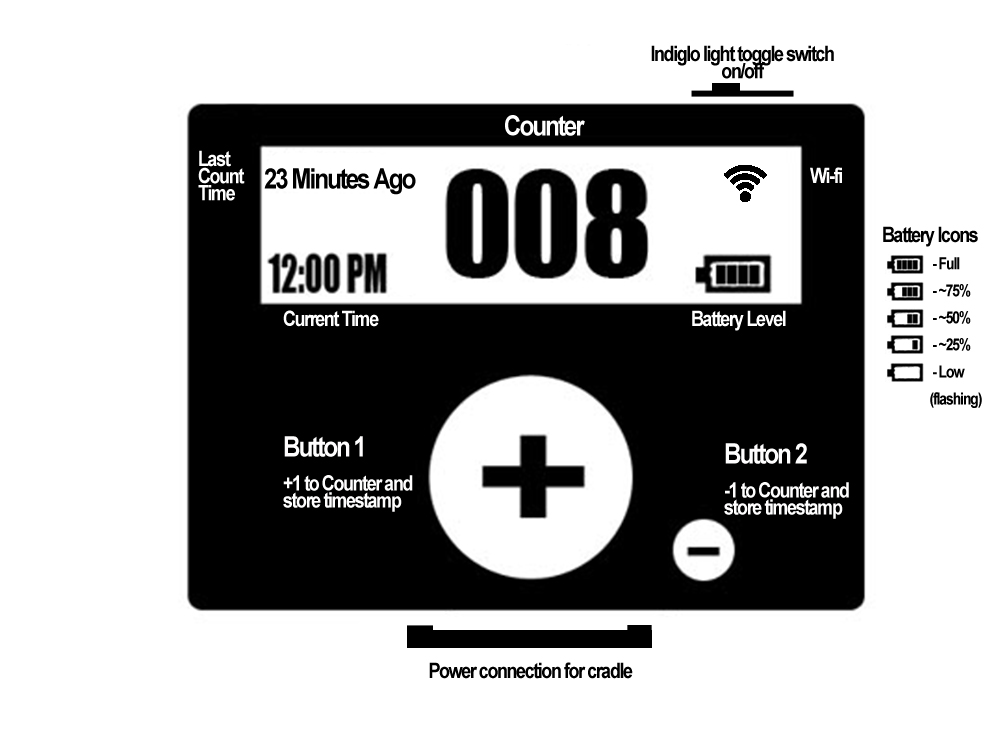 Indiglo light toggle switch
on/off
Counter
Last
Count
Time
23 Minutes Ago
008
Wi-fi
12:00 PM
Current Time
Battery Level
Battery Icons
- Full
- ~75%
- ~50%
- ~25%
- Low
(flashing)
Button 1
+1 to Counter and
store timestamp
Button 2
-1 to Counter and
store timestamp
Power connection for cradle